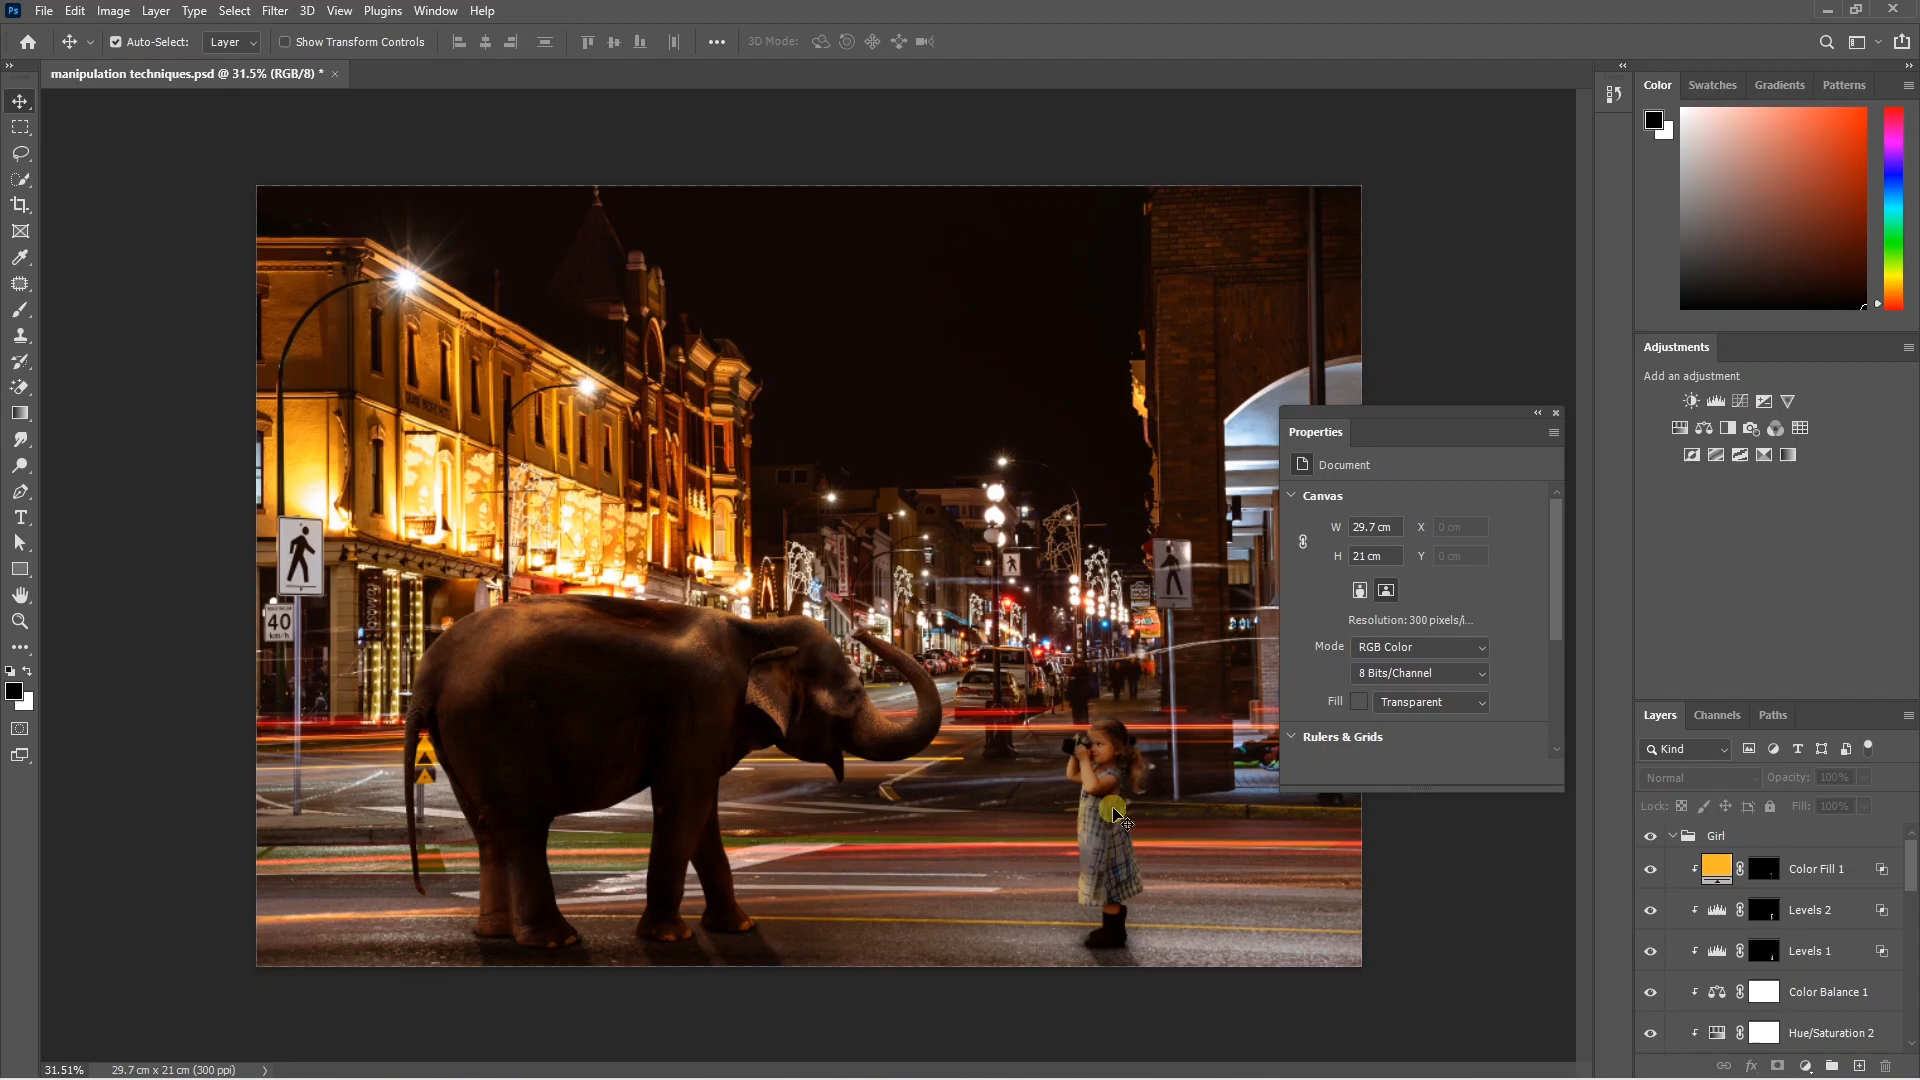 Ps File Edit Image Layer Type Select Filter 3D View Plugins Window Help
Auto-Select: Layer Show Transform Controls 3D Mode:
manipulation techniques.psd @ 31.5% (RGB/8) *
Color Swatches Gradients Patterns
Adjustments
Add an adjustment
Properties
Document
Canvas
W 29.7 cm X 0 cm
H 21 cm Y 0 cm
Resolution: 300 pixels/i...
Mode RGB Color
8 Bits/Channel
Fill Transparent
Rulers & Grids
MAXIMUM
40
km/h
Layers Channels Paths
Kind
Normal Opacity: 100%
Lock: Fill: 100%
Girl
Color Fill 1
Levels 2
Levels 1
Color Balance 1
Hue/Saturation 2
31.51% 29.7 cm x 21 cm (300 ppi)